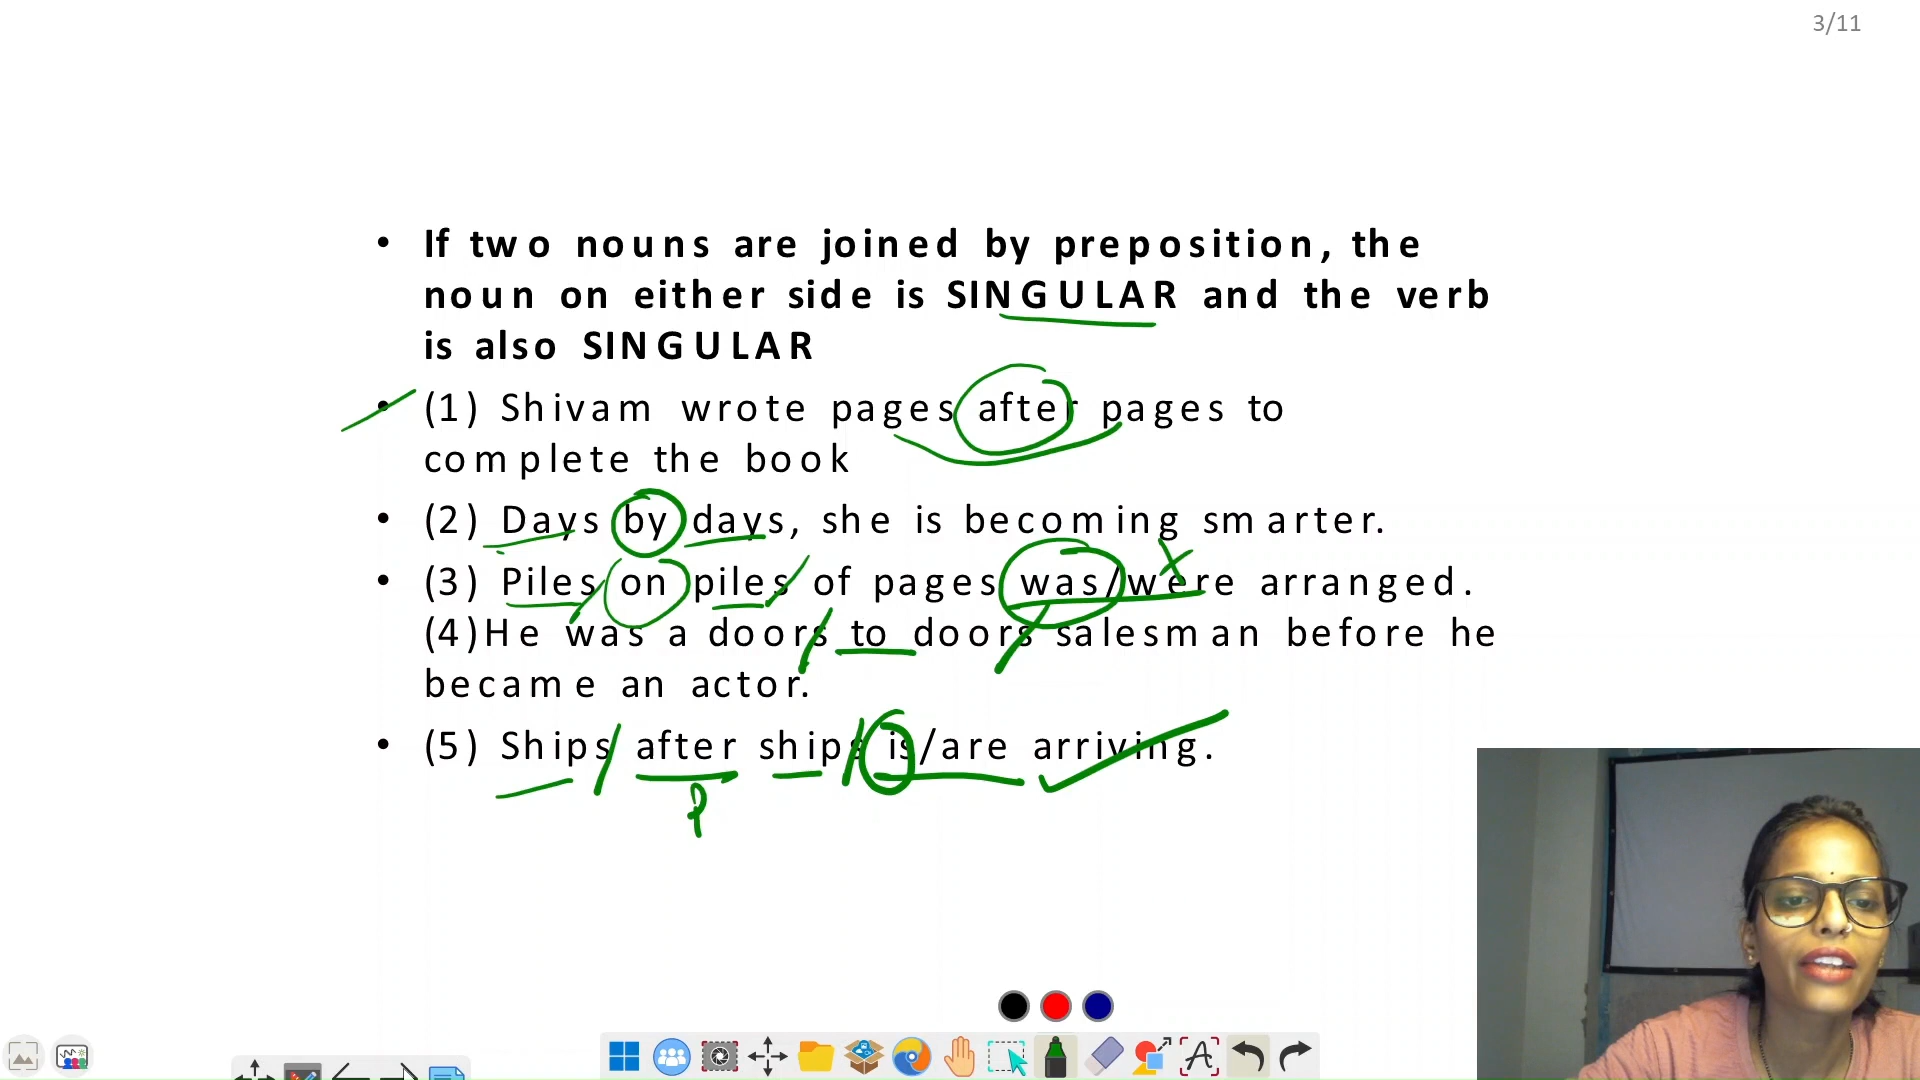 3/11
• If two nouns are joined by preposition, the
noun on either side is SINGULAR and the verb
is also SINGULAR
• (1) Shivam wrote pages after pages to
complete the book
• (2) Days by days, she is becoming smarter.
• (3) Piles on piles of pages was/were arranged.
(4)He was a doors to doors salesman before he
became an actor.
• (5) Ships after ships is/are arriving.
P